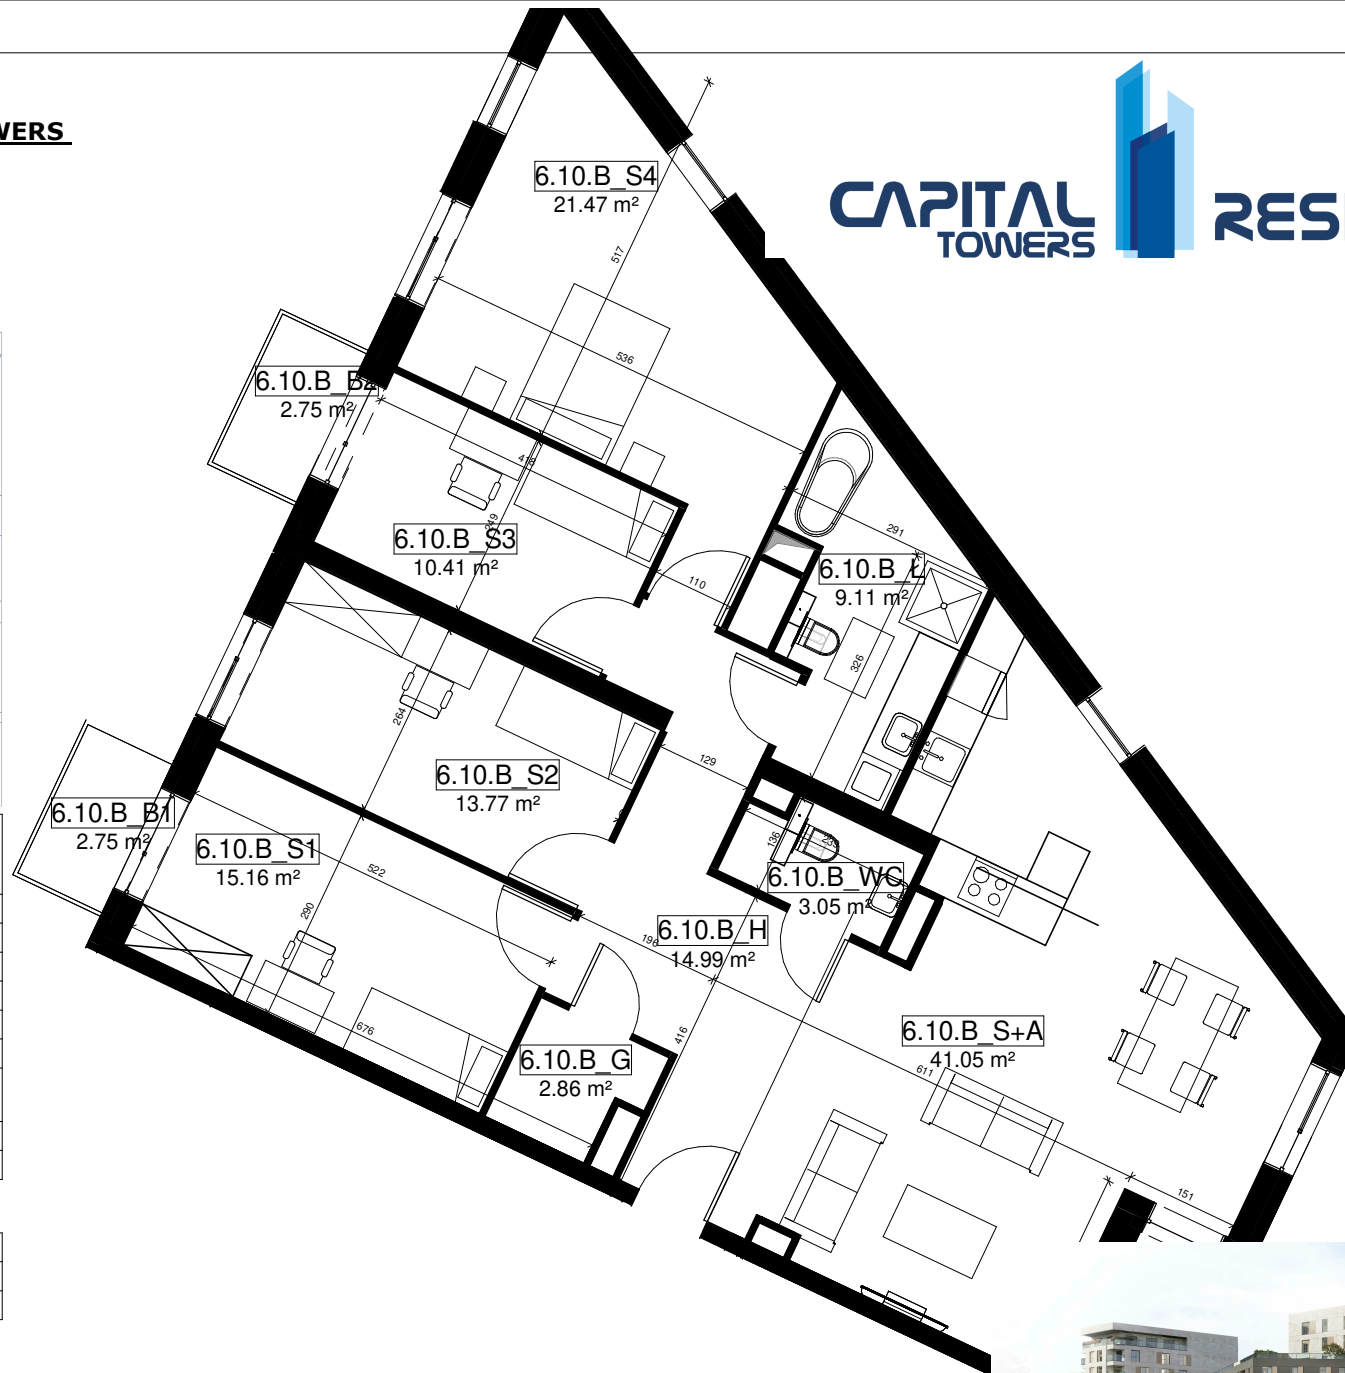 WERS
CAPITAL
TOWERS
RES
6.10.B_S4
21.47 m²
517
536
6.10.B_B2
2.75 m²
418
249
6.10.B_S3
10.41 m²
110
291
6.10.B_L
9.11 m²
326
264
129
6.10.B_S2
13.77 m²
6.10.B_B1
2.75 m²
6.10.B_S1
15.16 m²
522
290
136
6.10.B_WC
3.05 m²
6.10.B_H
14.99 m²
196
416
676
6.10.B_G
2.86 m²
6.10.B_S+A
41.05 m²
611
151